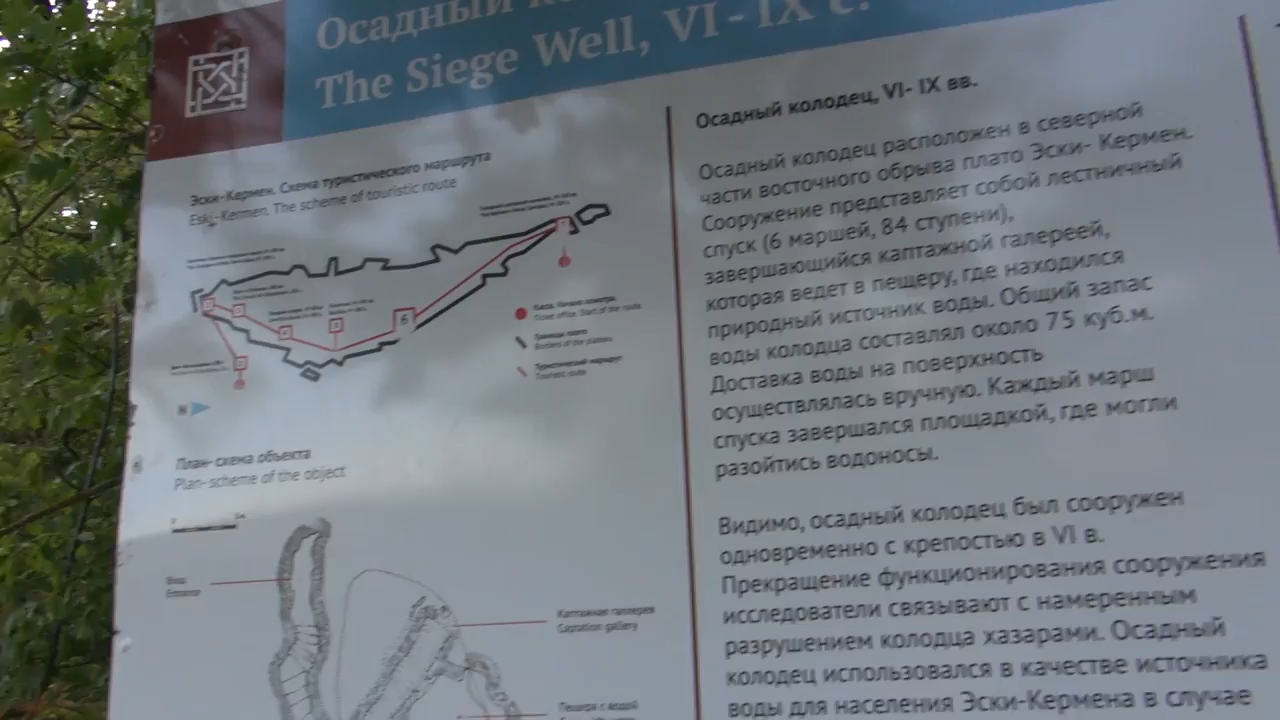 Осадный
The Siege Well, VI - IX c.
Эски-Кермен. Схема туристического маршрута
Eski-Kermen. The scheme of touristic route
6
Касса. Начало осмотра.
Ticket office. Start of the route
Границы плато
Borders of the plateau
Туристический маршрут
Touristic route
N
План- схема объекта
Plan- scheme of the object
Вход
Entrance
Каптажная галлерея
Captation gallery
Пещера с водой
Осадный колодец, VI- IX вв.
Осадный колодец расположен в северной
части восточного обрыва плато Эски- Кермен.
Сооружение представляет собой лестничный
спуск (6 маршей, 84 ступени),
завершающийся каптажной галереей,
которая ведет в пещеру, где находился
природный источник воды. Общий запас
воды колодца составлял около 75 куб.м.
Доставка воды на поверхность
осуществлялась вручную. Каждый марш
спуска завершался площадкой, где могли
разойтись водоносы.
Видимо, осадный колодец был сооружен
одновременно с крепостью в VI в.
Прекращение функционирования сооружения
исследователи связывают с намеренным
разрушением колодца хазарами. Осадный
колодец использовался в качестве источника
воды для населения Эски-Кермена в случае